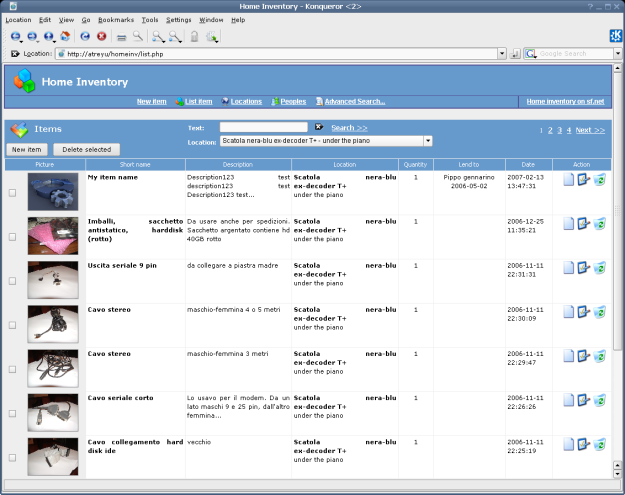 Home Inventory - Konqueror <2>
Location Edit View Go Bookmarks Tools Settings Window Help
Location: http://atreyu/homeinv/list.php Google Search
Home Inventory
New item List item Locations Peoples Advanced Search... Home inventory on sf.net
Items Text: Search >> 1 2 3 4 Next >>
New item Delete selected Location: Scatola nera-blu ex-decoder T+ - under the piano
Picture Short name Description Location Quantity Lend to Date Action
My item name Description123 test Scatola nera-blu 1 Pippo gennarino 2007-02-13
description123 test ex-decoder T+ 2006-05-02 13:47:31
Description123 test... under the piano
Imballi, sacchetto Da usare anche per spedizioni. Scatola nera-blu 1 2006-12-25
antistatico, harddisk Sacchetto argentato contiene hd ex-decoder T+ 11:35:21
(rotto) 40GB rotto under the piano
Uscita seriale 9 pin da collegare a piastra madre Scatola nera-blu 1 2006-11-11
ex-decoder T+ 22:31:31
under the piano
Cavo stereo maschio-femmina 4 o 5 metri Scatola nera-blu 1 2006-11-11
ex-decoder T+ 22:30:09
under the piano
Cavo stereo maschio-femmina 3 metri Scatola nera-blu 1 2006-11-11
ex-decoder T+ 22:29:47
under the piano
Cavo seriale corto Lo usavo per il modem. Da un Scatola nera-blu 1 2006-11-11
lato maschi 9 e 25 pin, dall'altro ex-decoder T+ 22:26:26
femmina... under the piano
Cavo collegamento hard vecchio Scatola nera-blu 1 2006-11-11
disk ide ex-decoder T+ 22:25:19
under the piano